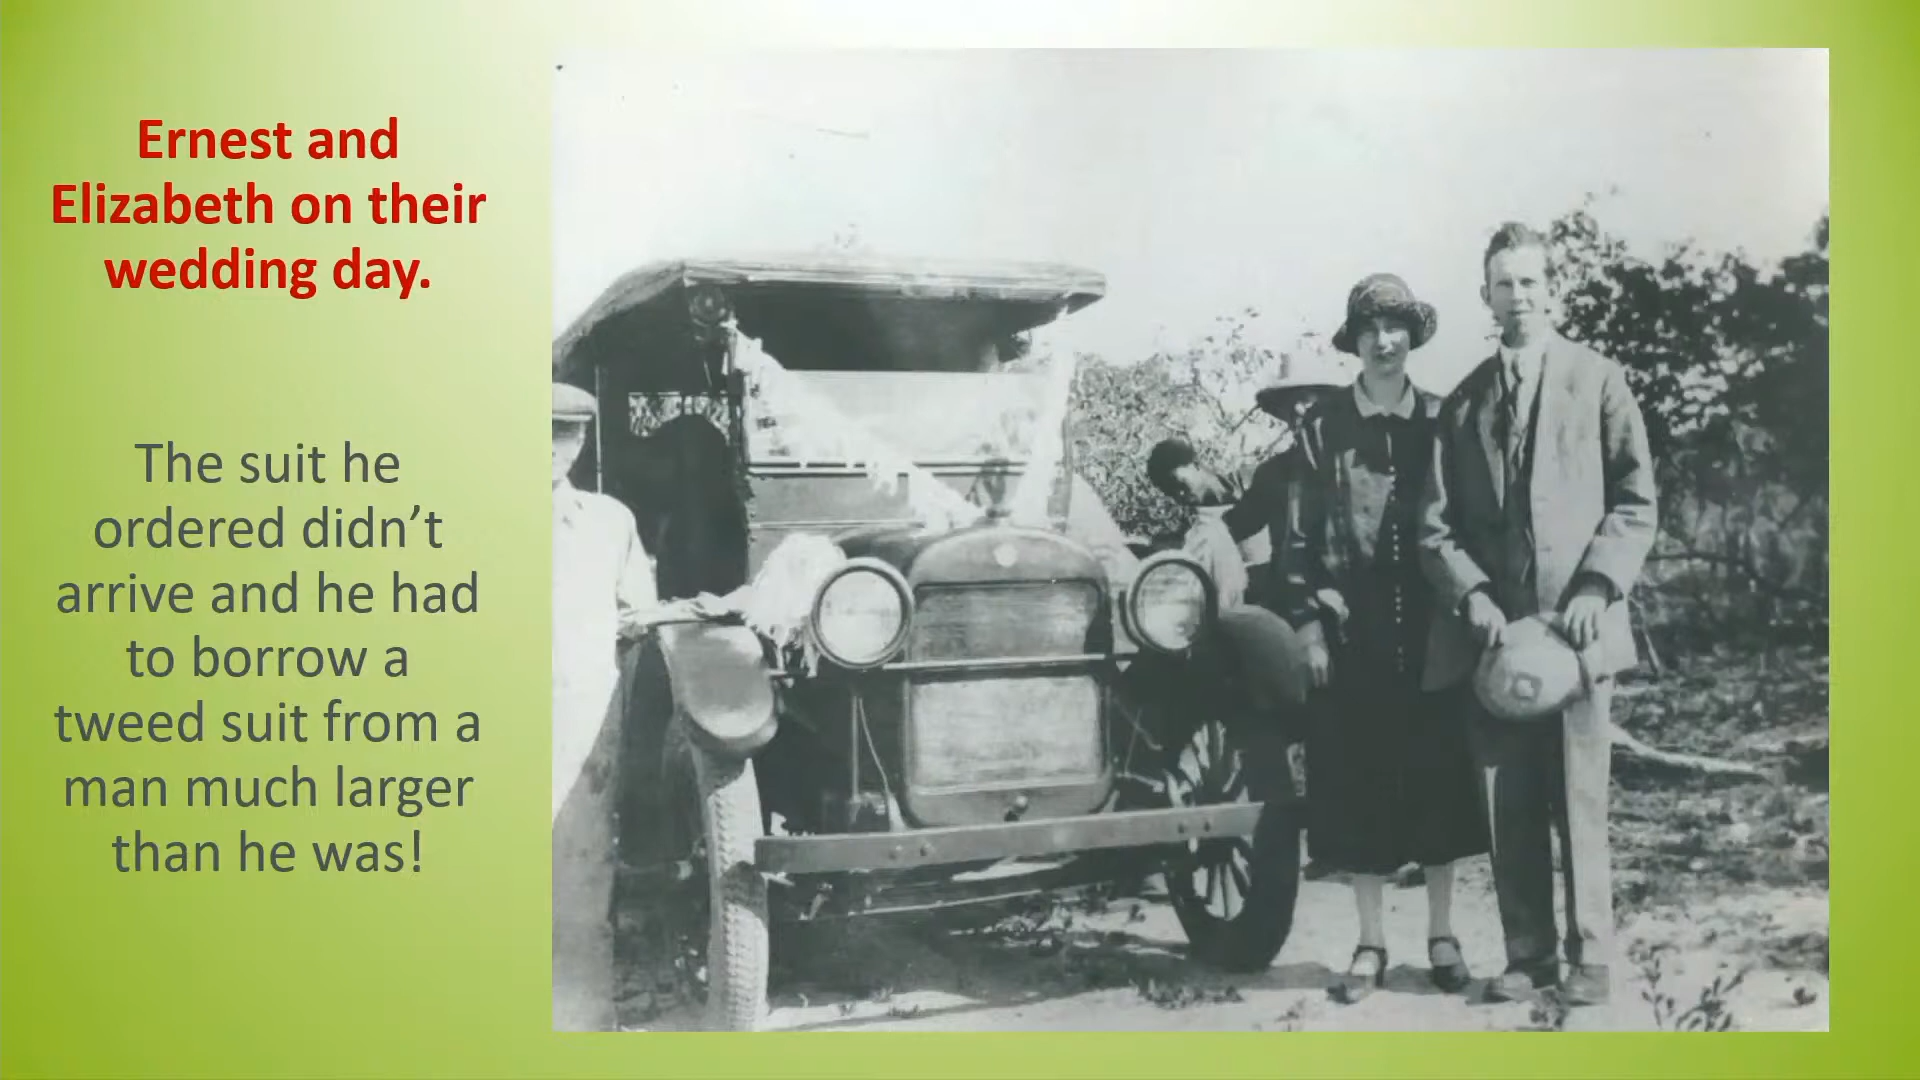 Ernest and
Elizabeth on their
wedding day.
The suit he
ordered didn’t
arrive and he had
to borrow a
tweed suit from a
man much larger
than he was!